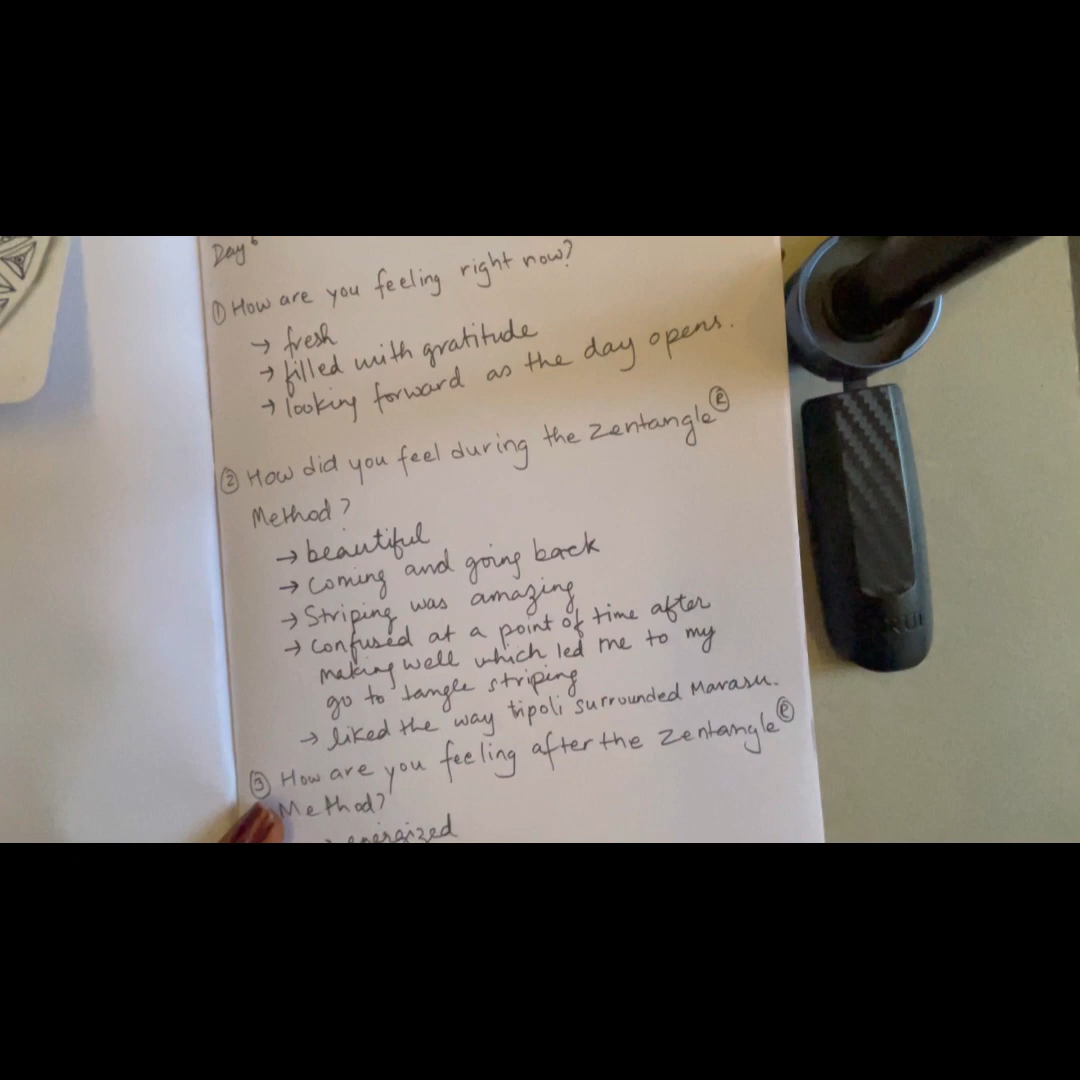 Day 6
① How are you feeling right now?
→ fresh
→ filled with gratitude
→ looking forward as the day opens.
② How did you feel during the Zentangle®
Method?
→ beautiful
→ coming and going back
→ Striping was amazing
→ confused at a point of time after
making well which led me to my
go to tangle striping
→ liked the way tripoli surrounded Marasu.
③ How are you feeling after the Zentangle®
Method?
→ energized